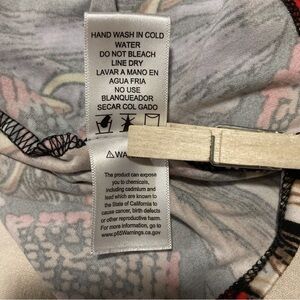 HAND WASH IN COLD
WATER
DO NOT BLEACH
LINE DRY
LAVAR A MANO EN
AGUA FRIA
NO USE
BLANQUEADOR
SECAR COL GADO
⚠WA
The product can expose
you to chemicals,
including cadmium and
lead which are known to
the State of California to
cause cancer, birth defects
or other reproductive harm.
For more information, go to
www.p65Warnings.ca.gov